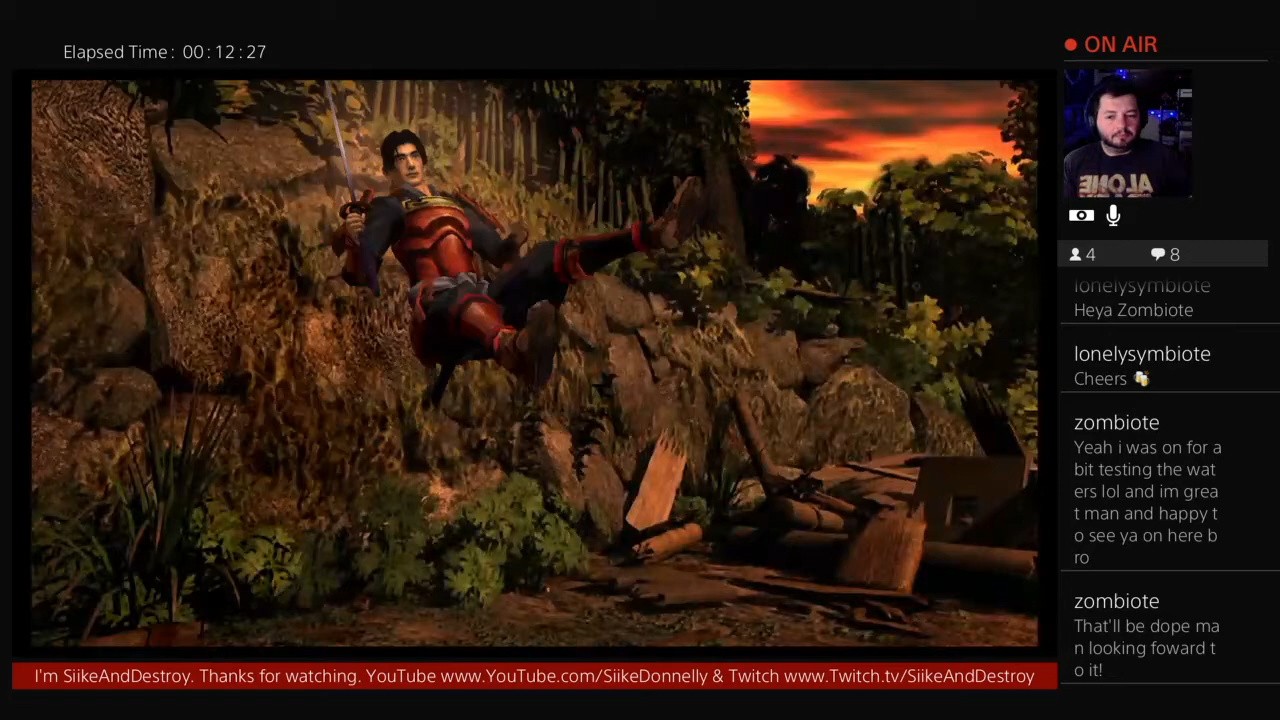 Elapsed Time: 00:12:27
ON AIR
ALONE
4
8
lonelysymbiote
Heya Zombiote
lonelysymbiote
Cheers 🍻
zombiote
Yeah i was on for a
bit testing the wat
ers lol and im grea
t man and happy t
o see ya on here b
ro
zombiote
That'll be dope ma
n looking foward t
o it!
I'm SiikeAndDestroy. Thanks for watching. YouTube www.YouTube.com/SiikeDonnelly & Twitch www.Twitch.tv/SiikeAndDestroy